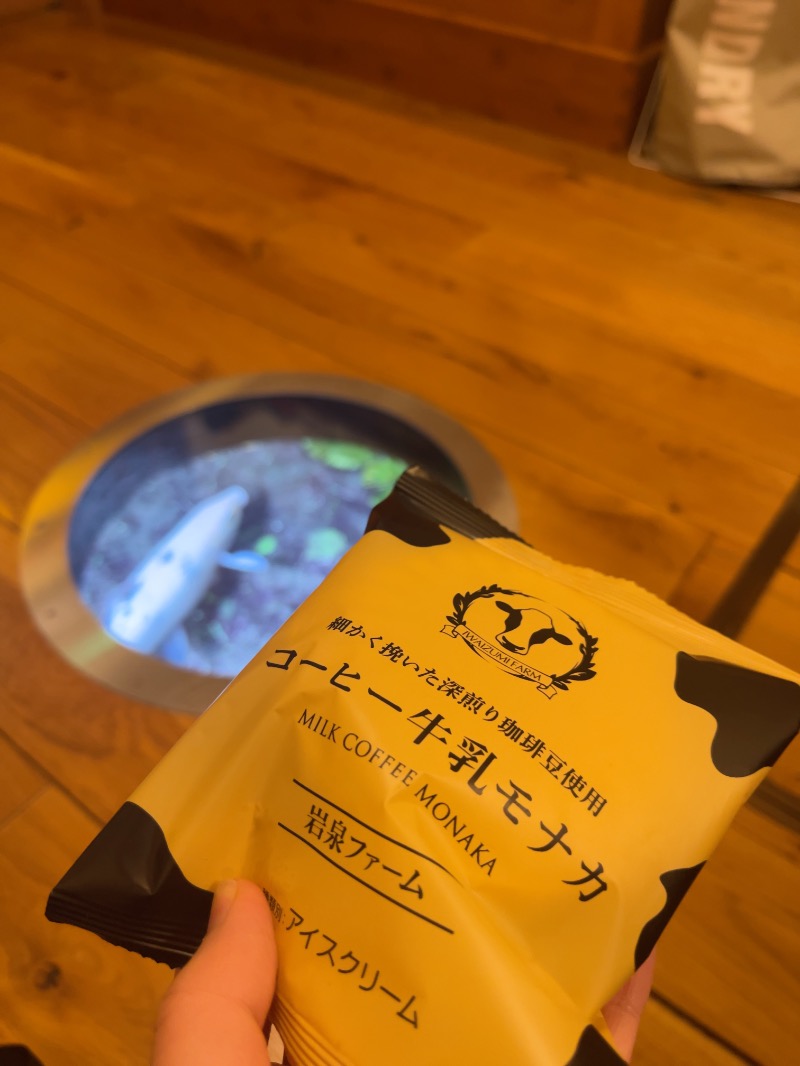 NDRY
IWAIZUMI FARM
細かく挽いた深煎り珈琲豆使用
コーヒー牛乳モナカ
MILK COFFEE MONAKA
岩泉ファーム
アイスクリーム